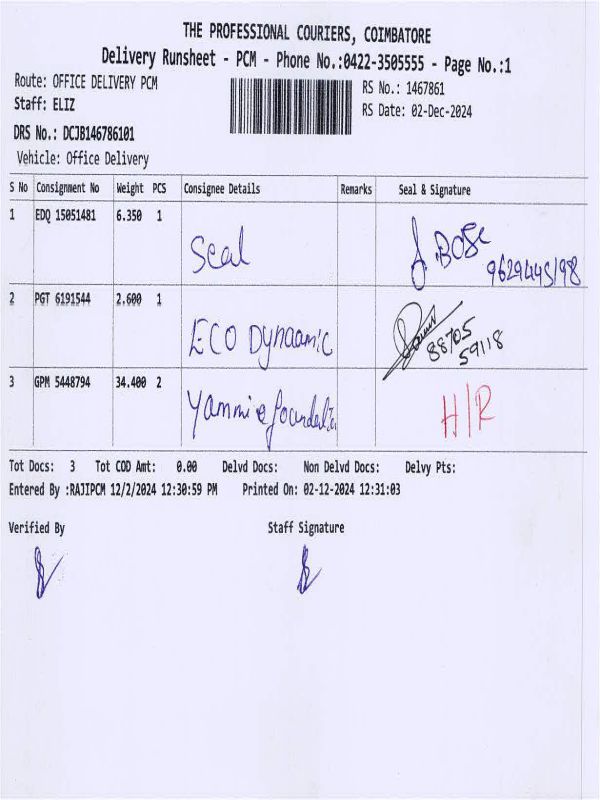 THE PROFESSIONAL COURIERS, COIMBATORE
Delivery Runsheet - PCM - Phone No.:0422-3505555 - Page No.:1
Route: OFFICE DELIVERY PCM
RS No.: 1467861
Staff: ELIZ
RS Date: 02-Dec-2024
DRS No.: DCJB146786101
Vehicle: Office Delivery
S No Consignment No Weight PCS Consignee Details Remarks Seal & Signature
1 EDQ 15051481 6.350 1 Seal J.BOSE
9629445198
2 PGT 6191544 2.600 1 ECO Dynaamic 88705
59118
3 GPM 5448794 34.400 2 Yammie H/R
Tot Docs: 3 Tot COD Amt: 0.00 Delvd Docs: Non Delvd Docs: Delvy Pts:
Entered By :RAJIPCM 12/2/2024 12:30:59 PM Printed On: 02-12-2024 12:31:03
Verified By Staff Signature